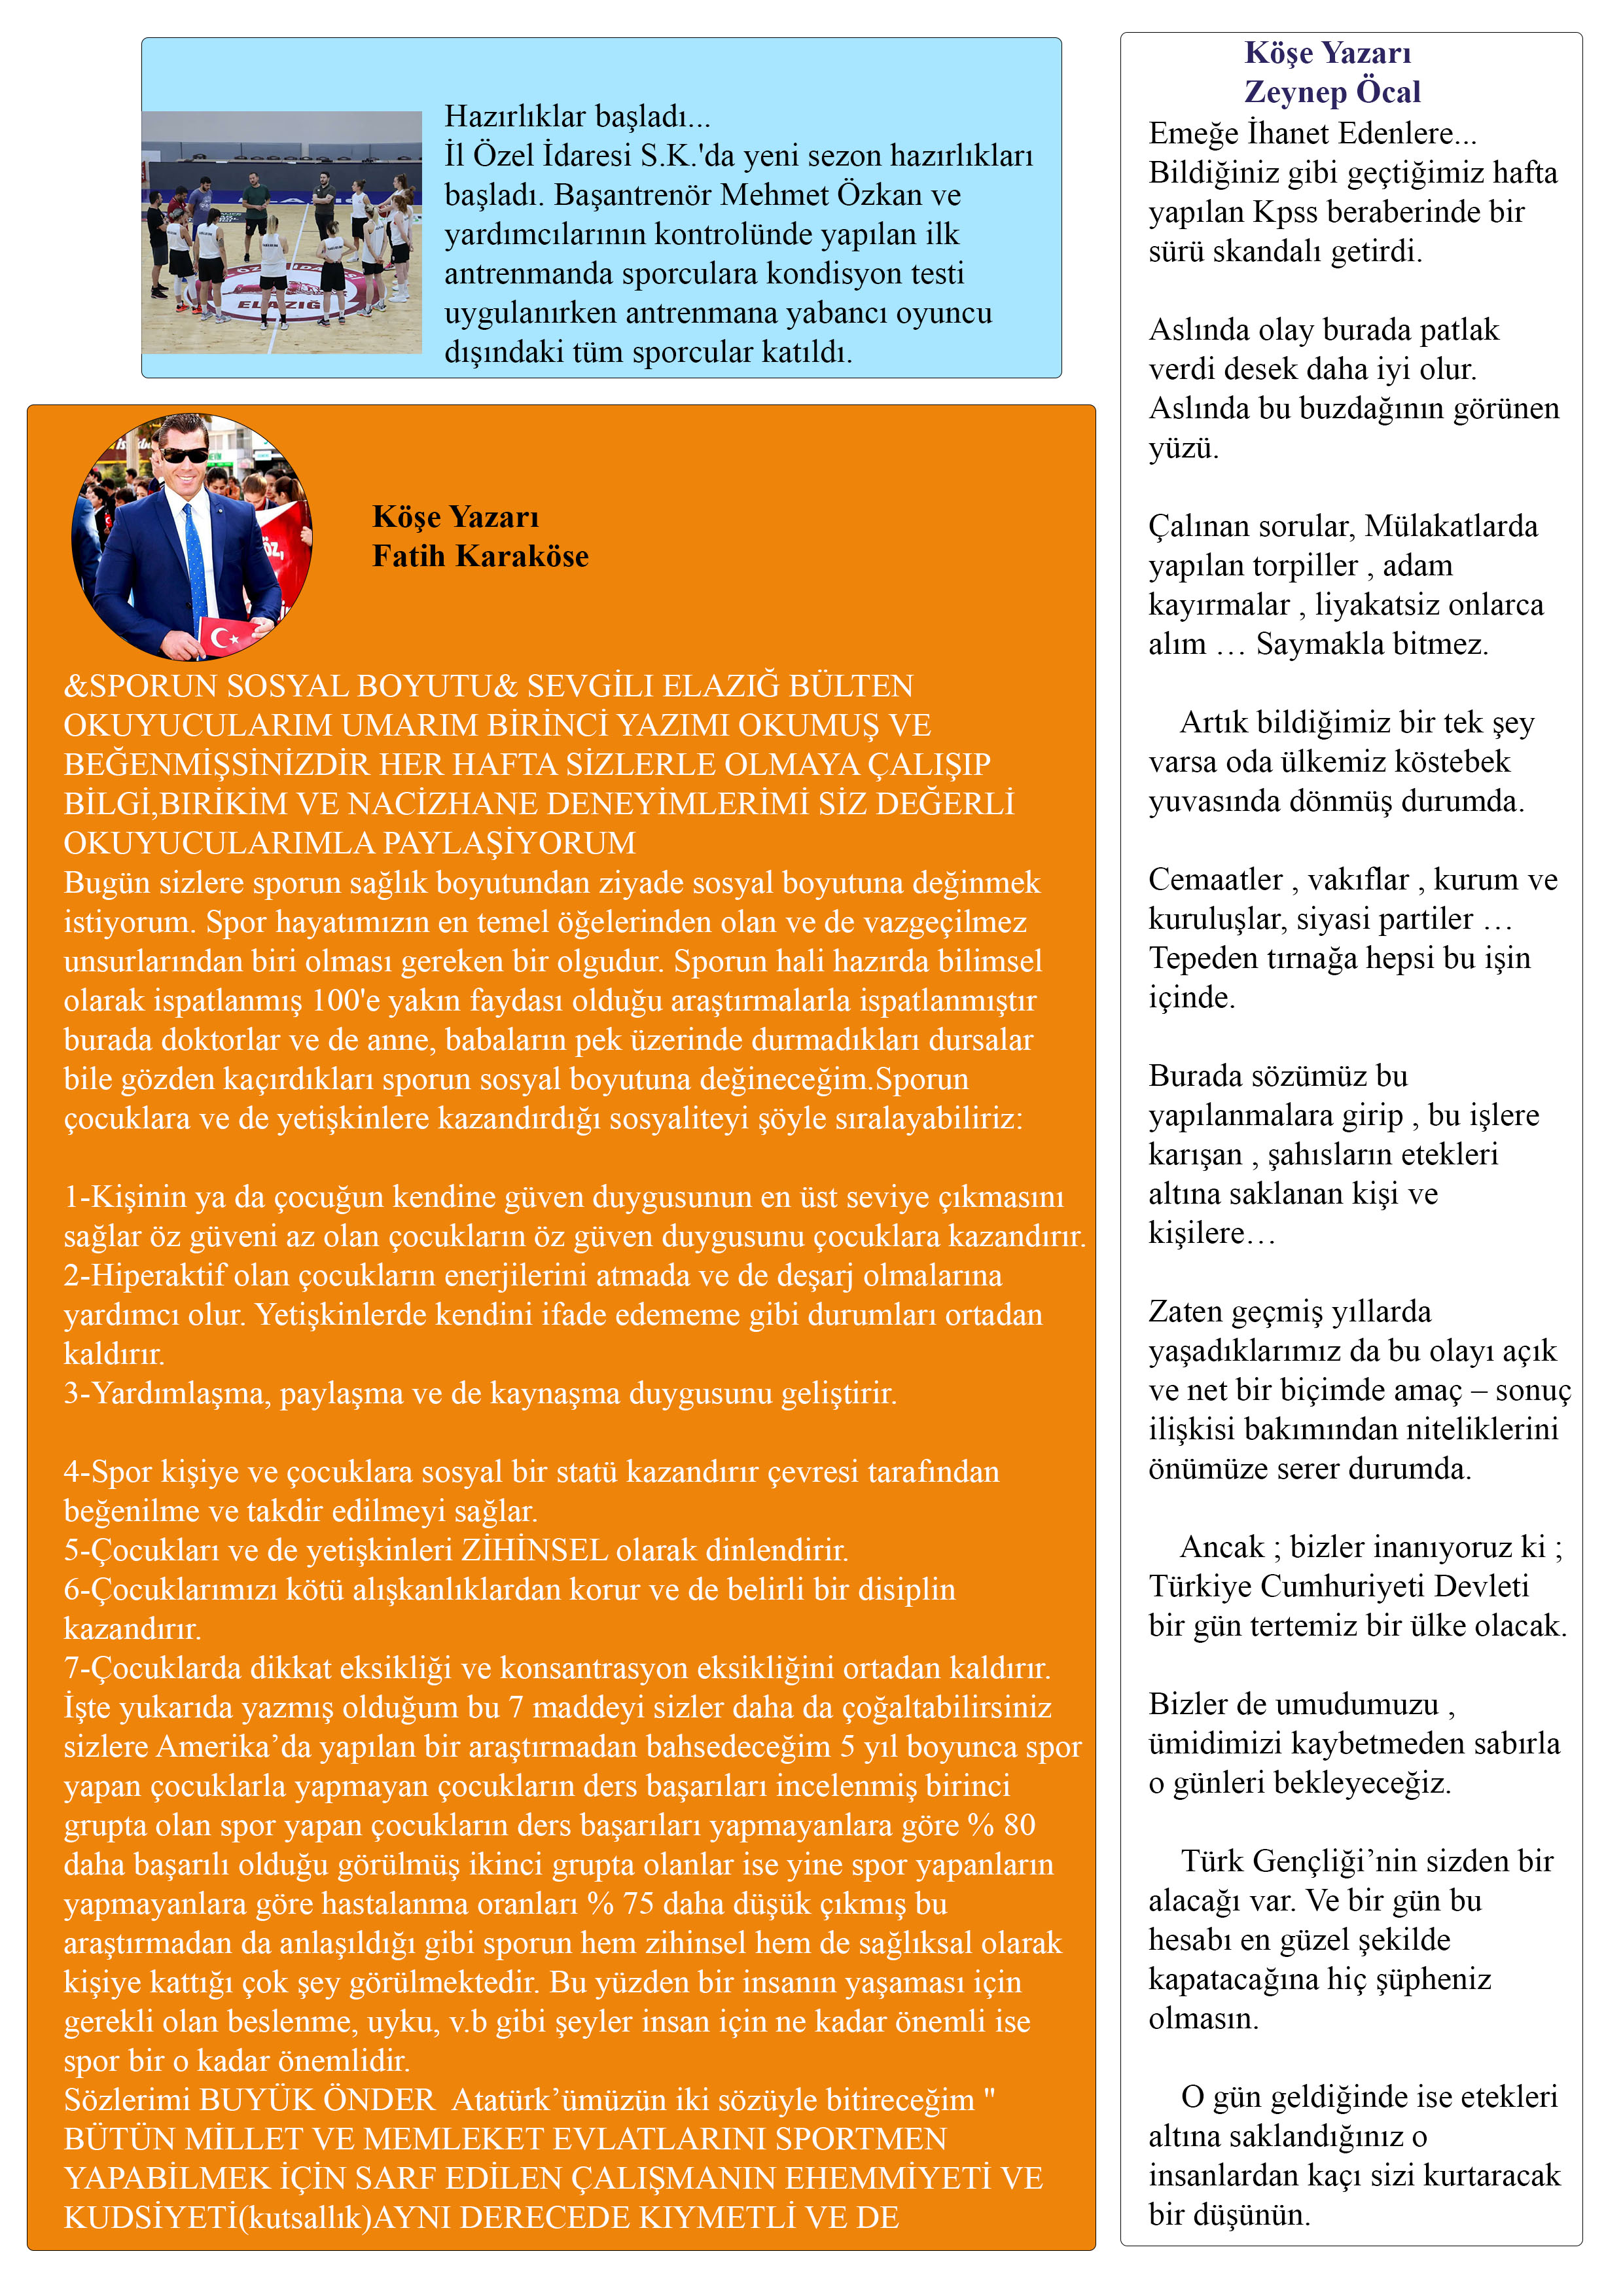 Hazırlıklar başladı...
İl Özel İdaresi S.K.'da yeni sezon hazırlıkları
başladı. Başantrenör Mehmet Özkan ve
yardımcılarının kontrolünde yapılan ilk
antrenmanda sporculara kondisyon testi
uygulanırken antrenmana yabancı oyuncu
dışındaki tüm sporcular katıldı.
ELAZIĞ
Köşe Yazarı
Fatih Karaköse
&SPORUN SOSYAL BOYUTU& SEVGİLI ELAZIĞ BÜLTEN
OKUYUCULARIM UMARIM BİRİNCİ YAZIMI OKUMUŞ VE
BEĞENMİŞSİNİZDİR HER HAFTA SİZLERLE OLMAYA ÇALIŞIP
BİLGİ,BIRİKİM VE NACİZHANE DENEYİMLERİMİ SİZ DEĞERLİ
OKUYUCULARIMLA PAYLAŞİYORUM
Bugün sizlere sporun sağlık boyutundan ziyade sosyal boyutuna değinmek
istiyorum. Spor hayatımızın en temel öğelerinden olan ve de vazgeçilmez
unsurlarından biri olması gereken bir olgudur. Sporun hali hazırda bilimsel
olarak ispatlanmış 100'e yakın faydası olduğu araştırmalarla ispatlanmıştır
burada doktorlar ve de anne, babaların pek üzerinde durmadıkları dursalar
bile gözden kaçırdıkları sporun sosyal boyutuna değineceğim.Sporun
çocuklara ve de yetişkinlere kazandırdığı sosyaliteyi şöyle sıralayabiliriz:
1-Kişinin ya da çocuğun kendine güven duygusunun en üst seviye çıkmasını
sağlar öz güveni az olan çocukların öz güven duygusunu çocuklara kazandırır.
2-Hiperaktif olan çocukların enerjilerini atmada ve de deşarj olmalarına
yardımcı olur. Yetişkinlerde kendini ifade edememe gibi durumları ortadan
kaldırır.
3-Yardımlaşma, paylaşma ve de kaynaşma duygusunu geliştirir.
4-Spor kişiye ve çocuklara sosyal bir statü kazandırır çevresi tarafından
beğenilme ve takdir edilmeyi sağlar.
5-Çocukları ve de yetişkinleri ZİHİNSEL olarak dinlendirir.
6-Çocuklarımızı kötü alışkanlıklardan korur ve de belirli bir disiplin
kazandırır.
7-Çocuklarda dikkat eksikliği ve konsantrasyon eksikliğini ortadan kaldırır.
İşte yukarıda yazmış olduğum bu 7 maddeyi sizler daha da çoğaltabilirsiniz
sizlere Amerika’da yapılan bir araştırmadan bahsedeceğim 5 yıl boyunca spor
yapan çocuklarla yapmayan çocukların ders başarıları incelenmiş birinci
grupta olan spor yapan çocukların ders başarıları yapmayanlara göre % 80
daha başarılı olduğu görülmüş ikinci grupta olanlar ise yine spor yapanların
yapmayanlara göre hastalanma oranları % 75 daha düşük çıkmış bu
araştırmadan da anlaşıldığı gibi sporun hem zihinsel hem de sağlıksal olarak
kişiye kattığı çok şey görülmektedir. Bu yüzden bir insanın yaşaması için
gerekli olan beslenme, uyku, v.b gibi şeyler insan için ne kadar önemli ise
spor bir o kadar önemlidir.
Sözlerimi BUYÜK ÖNDER  Atatürk’ümüzün iki sözüyle bitireceğim "
BÜTÜN MİLLET VE MEMLEKET EVLATLARINI SPORTMEN
YAPABİLMEK İÇİN SARF EDİLEN ÇALIŞMANIN EHEMMİYETİ VE
KUDSİYETİ(kutsallık)AYNI DERECEDE KIYMETLİ VE DE
Köşe Yazarı
Zeynep Öcal
Emeğe İhanet Edenlere...
Bildiğiniz gibi geçtiğimiz hafta
yapılan Kpss beraberinde bir
sürü skandalı getirdi.
Aslında olay burada patlak
verdi desek daha iyi olur.
Aslında bu buzdağının görünen
yüzü.
Çalınan sorular, Mülakatlarda
yapılan torpiller , adam
kayırmalar , liyakatsiz onlarca
alım … Saymakla bitmez.
Artık bildiğimiz bir tek şey
varsa oda ülkemiz köstebek
yuvasında dönmüş durumda.
Cemaatler , vakıflar , kurum ve
kuruluşlar, siyasi partiler …
Tepeden tırnağa hepsi bu işin
içinde.
Burada sözümüz bu
yapılanmalara girip , bu işlere
karışan , şahısların etekleri
altına saklanan kişi ve
kişilere…
Zaten geçmiş yıllarda
yaşadıklarımız da bu olayı açık
ve net bir biçimde amaç – sonuç
ilişkisi bakımından niteliklerini
önümüze serer durumda.
Ancak ; bizler inanıyoruz ki ;
Türkiye Cumhuriyeti Devleti
bir gün tertemiz bir ülke olacak.
Bizler de umudumuzu ,
ümidimizi kaybetmeden sabırla
o günleri bekleyeceğiz.
Türk Gençliği’nin sizden bir
alacağı var. Ve bir gün bu
hesabı en güzel şekilde
kapatacağına hiç şüpheniz
olmasın.
O gün geldiğinde ise etekleri
altına saklandığınız o
insanlardan kaçı sizi kurtaracak
bir düşünün.